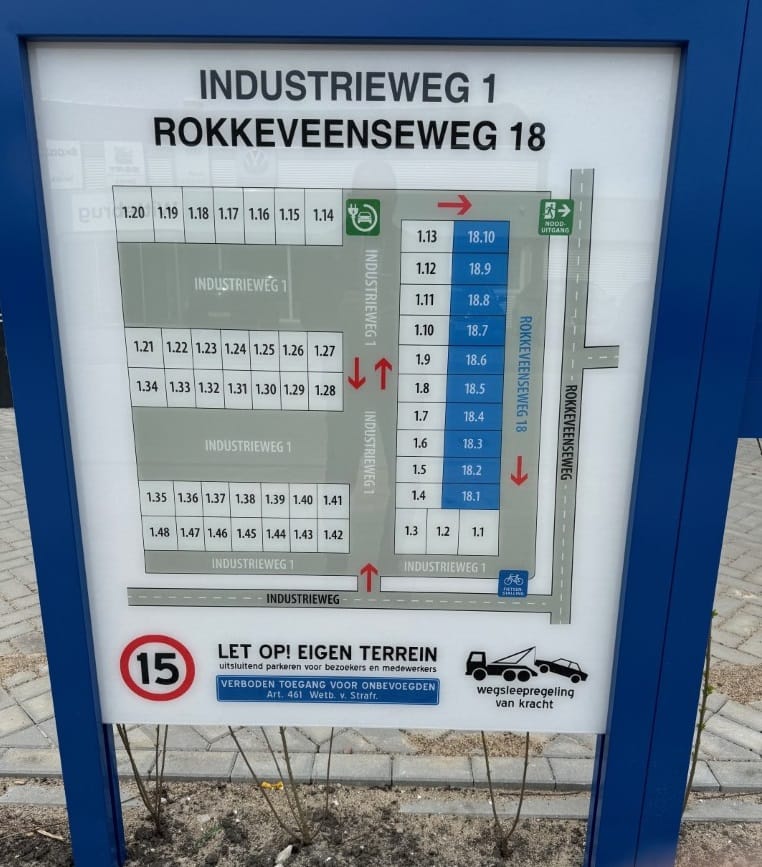 INDUSTRIEWEG 1
ROKKEVEENSEWEG 18
1.20 1.19 1.18 1.17 1.16 1.15 1.14
NOOD-
UITGANG
INDUSTRIEWEG 1
INDUSTRIEWEG 1
1.13 18.10
1.12 18.9
1.11 18.8
1.10 18.7
1.9 18.6
1.8 18.5
1.7 18.4
1.6 18.3
1.5 18.2
1.4 18.1
1.3 1.2 1.1
ROKKEVEENSEWEG 18
ROKKEVEENSEWEG
1.21 1.22 1.23 1.24 1.25 1.26 1.27
1.34 1.33 1.32 1.31 1.30 1.29 1.28
INDUSTRIEWEG 1
INDUSTRIEWEG 1
1.35 1.36 1.37 1.38 1.39 1.40 1.41
1.48 1.47 1.46 1.45 1.44 1.43 1.42
INDUSTRIEWEG 1
INDUSTRIEWEG 1
FIETSEN
STALLING
INDUSTRIEWEG
15
LET OP! EIGEN TERREIN
uitsluitend parkeren voor bezoekers en medewerkers
VERBODEN TOEGANG VOOR ONBEVOEGDEN
Art. 461 Wetb. v. Strafr.
wegsleepregeling
van kracht